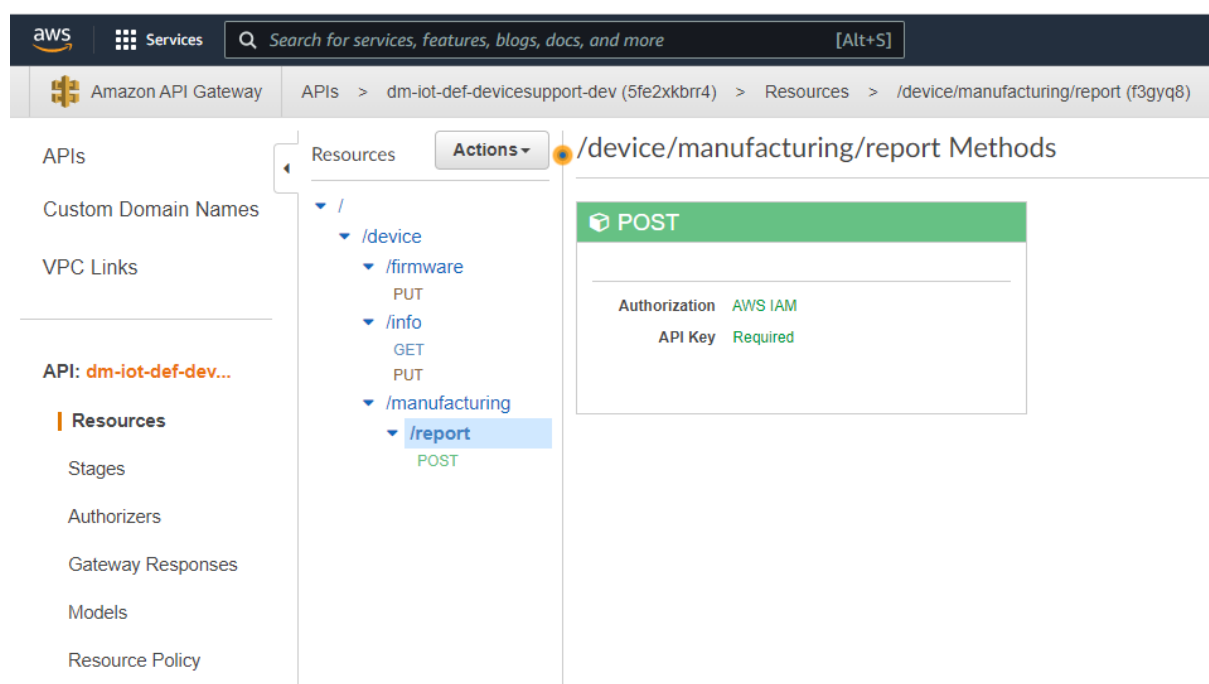 aws Services Search for services, features, blogs, docs, and more [Alt+S]
Amazon API Gateway APIs > dm-iot-def-devicesupport-dev (5fe2xkbrr4) > Resources > /device/manufacturing/report (f3gyq8)
APIs
Custom Domain Names
VPC Links
API: dm-iot-def-dev...
Resources
Stages
Authorizers
Gateway Responses
Models
Resource Policy
Resources Actions
/
/device
/firmware
PUT
/info
GET
PUT
/manufacturing
/report
POST
/device/manufacturing/report Methods
POST
Authorization AWS IAM
API Key Required